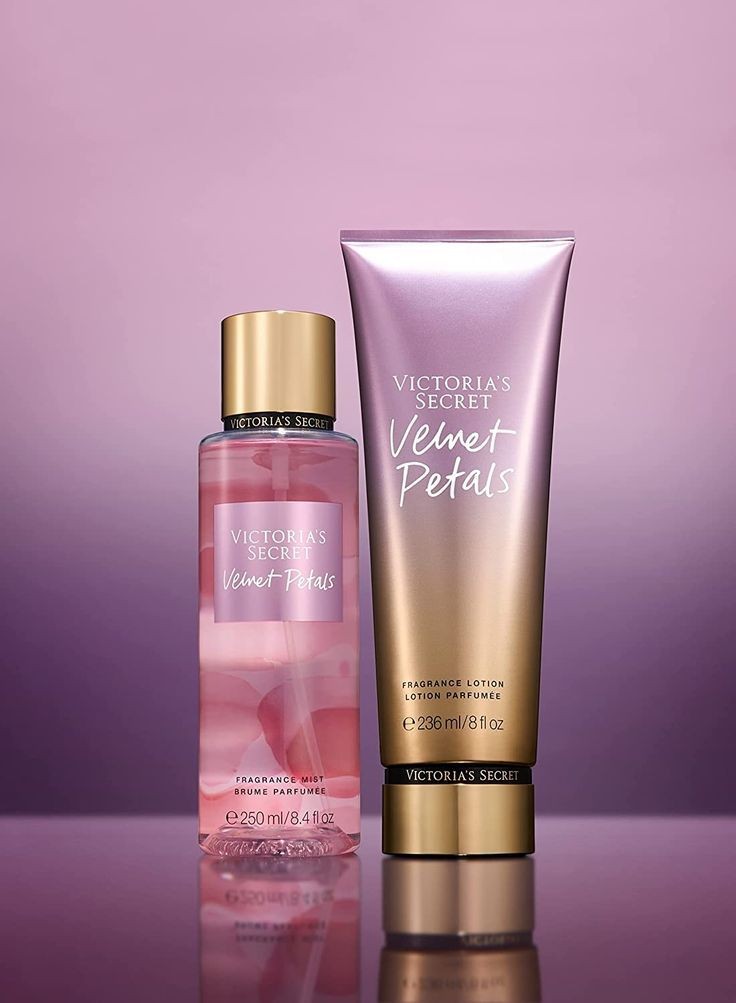 VICTORIA'S SECRET
VICTORIA'S
SECRET
Velvet Petals
FRAGRANCE MIST
BRUME PARFUMÉE
℮ 250 ml/8.4 fl oz
VICTORIA'S
SECRET
Velvet
Petals
FRAGRANCE LOTION
LOTION PARFUMÉE
℮ 236 ml/8 fl oz
VICTORIA'S SECRET